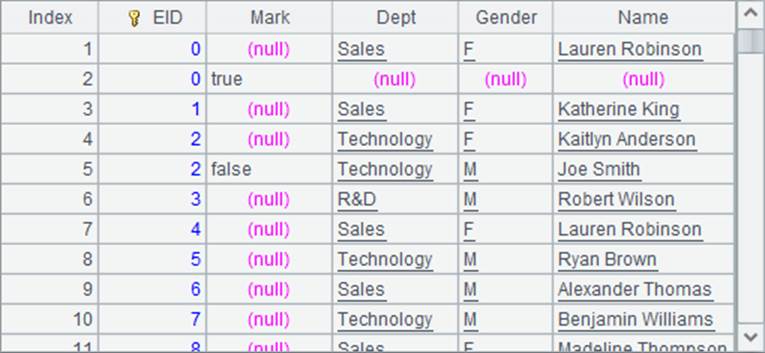 Index EID Mark Dept Gender Name
1 0 (null) Sales F Lauren Robinson
2 0 true (null) (null) (null)
3 1 (null) Sales F Katherine King
4 2 (null) Technology F Kaitlyn Anderson
5 2 false Technology M Joe Smith
6 3 (null) R&D M Robert Wilson
7 4 (null) Sales F Lauren Robinson
8 5 (null) Technology M Ryan Brown
9 6 (null) Sales M Alexander Thomas
10 7 (null) Technology M Benjamin Williams
11 8 (null) Sales F Madeline Thompson